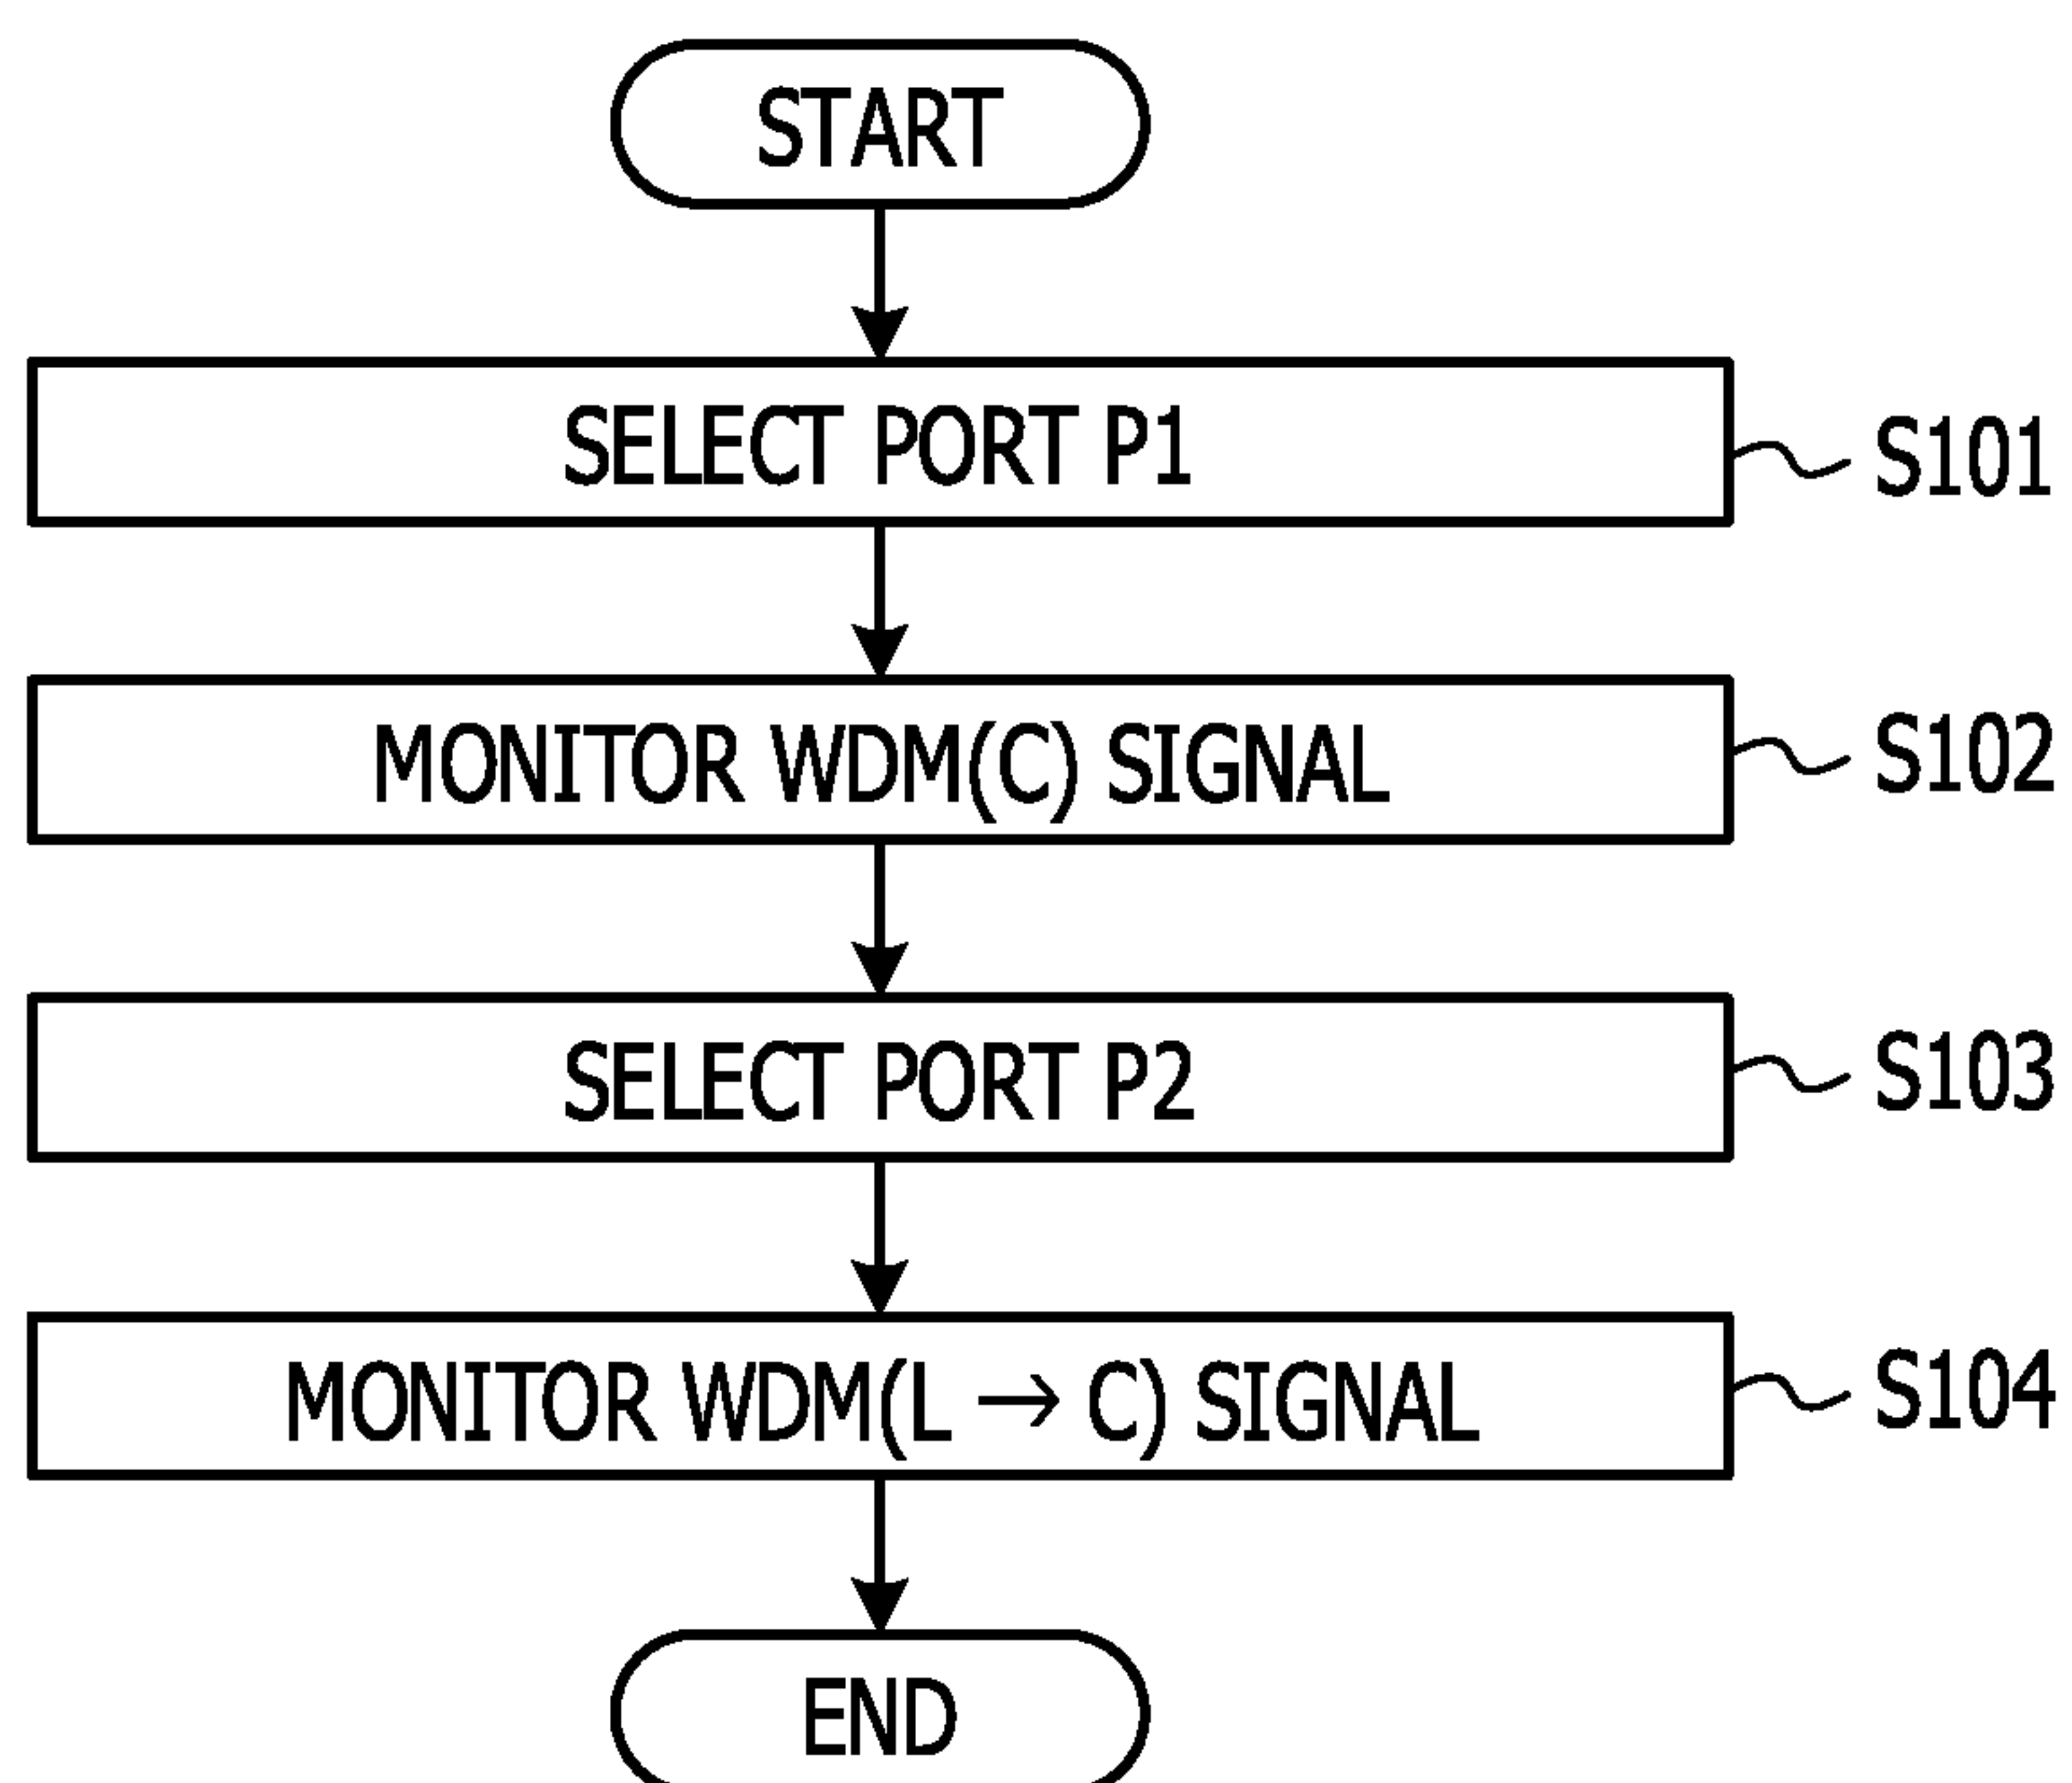 START
SELECT PORT P1
S101
MONITOR WDM(C) SIGNAL
S102
SELECT PORT P2
S103
MONITOR WDM(L → C) SIGNAL
S104
END